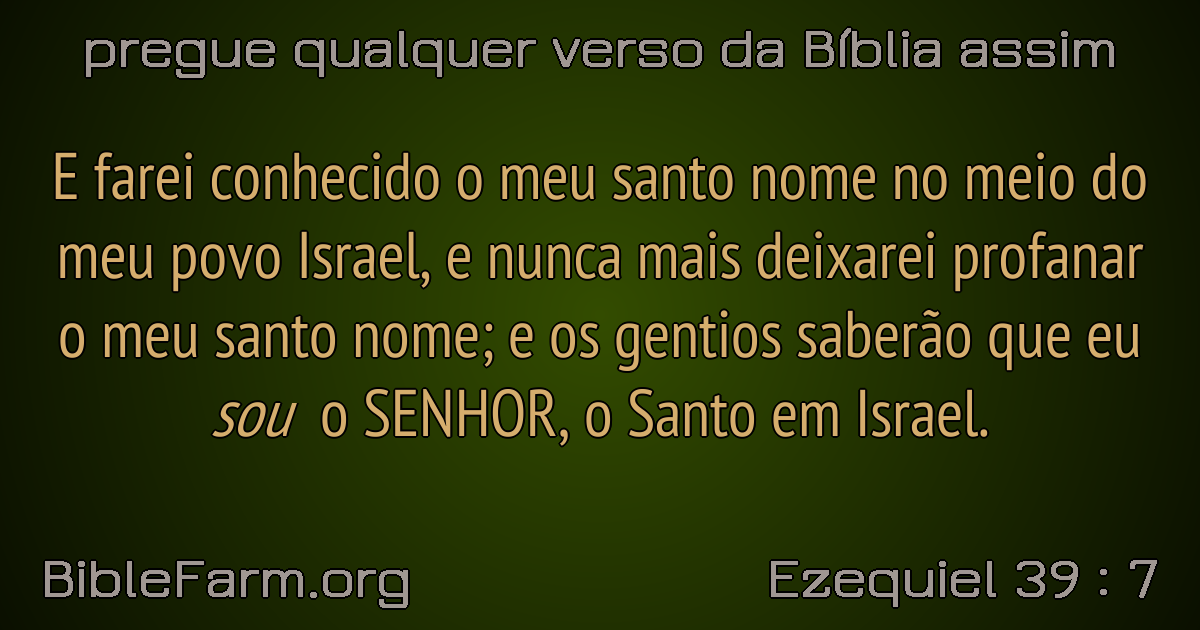 pregue qualquer verso da Bíblia assim
E farei conhecido o meu santo nome no meio do
meu povo Israel, e nunca mais deixarei profanar
o meu santo nome; e os gentios saberão que eu
sou o SENHOR, o Santo em Israel.
BibleFarm.org
Ezequiel 39 : 7